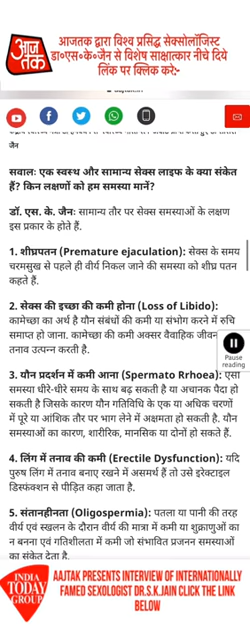 आज तक
आजतक द्वारा विश्व प्रसिद्ध सेक्सोलॉजिस्ट
डा०एस०के०जैन से विशेष साक्षात्कार नीचे दिये
लिंक पर क्लिक करे:-
जैन
सवालः एक स्वस्थ और सामान्य सेक्स लाइफ के क्या संकेत
हैं? किन लक्षणों को हम समस्या मानें?
डॉ. एस. के. जैनः सामान्य तौर पर सेक्स समस्याओं के लक्षण
इस प्रकार के होते हैं.
1. शीघ्रपतन (Premature ejaculation): सेक्स के समय
चरमसुख से पहले ही वीर्य निकल जाने की समस्या को शीघ्र पतन
कहते हैं.
2. सेक्स की इच्छा की कमी होना (Loss of Libido):
कामेच्छा का अर्थ है यौन संबंधों की कमी या संभोग करने में रुचि
समाप्त हो जाना. कामेच्छा की कमी अक्सर वैवाहिक जीवन
तनाव उत्पन्न करती है.
Pause
reading
3. यौन प्रदर्शन में कमी आना (Spermato Rrhoea): एसी
समस्या धीरे-धीरे समय के साथ बढ़ सकती है या अचानक पैदा हो
सकती है जिसके कारण यौन गतिविधि के एक या अधिक चरणों
में पूरे या आंशिक तौर पर भाग लेने में अक्षमता हो सकती है. यौन
समस्याओं का कारण, शारीरिक, मानसिक या दोनों हो सकते हैं.
4. लिंग में तनाव की कमी (Erectile Dysfunction): यदि
पुरुष लिंग में तनाव बनाए रखने में असमर्थ हैं तो उसे इरेक्टाइल
डिस्फंक्शन से पीड़ित कहा जाता है.
5. संतानहीनता (Oligospermia): पतला या पानी की तरह
वीर्य एवं स्खलन के दौरान वीर्य की मात्रा में कमी या शुक्राणुओं का
न बनना एवं गतिशीलता में कमी जो संभावित प्रजनन समस्याओं
का संकेत देता है.
INDIA
TODAY
GROUP
AAJTAK PRESENTS INTERVIEW OF INTERNATIONALLY
FAMED SEXOLOGIST DR.S.K.JAIN CLICK THE LINK
BELOW